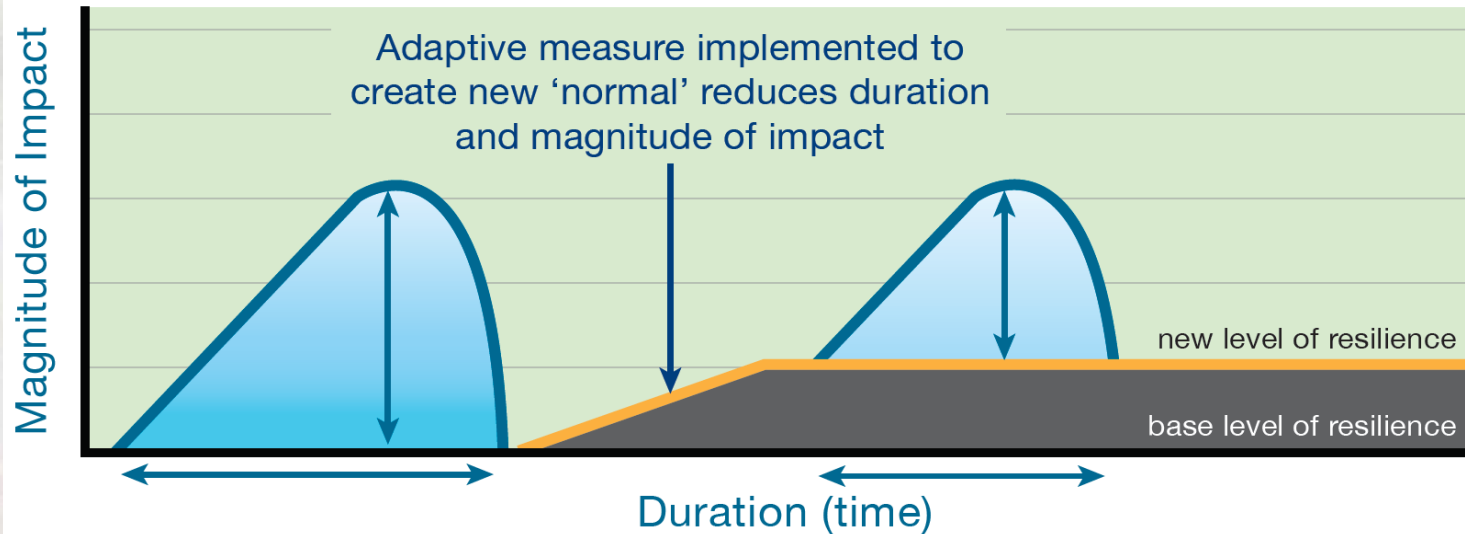 Magnitude of Impact
Adaptive measure implemented to
create new ‘normal’ reduces duration
and magnitude of impact
new level of resilience
base level of resilience
Duration (time)